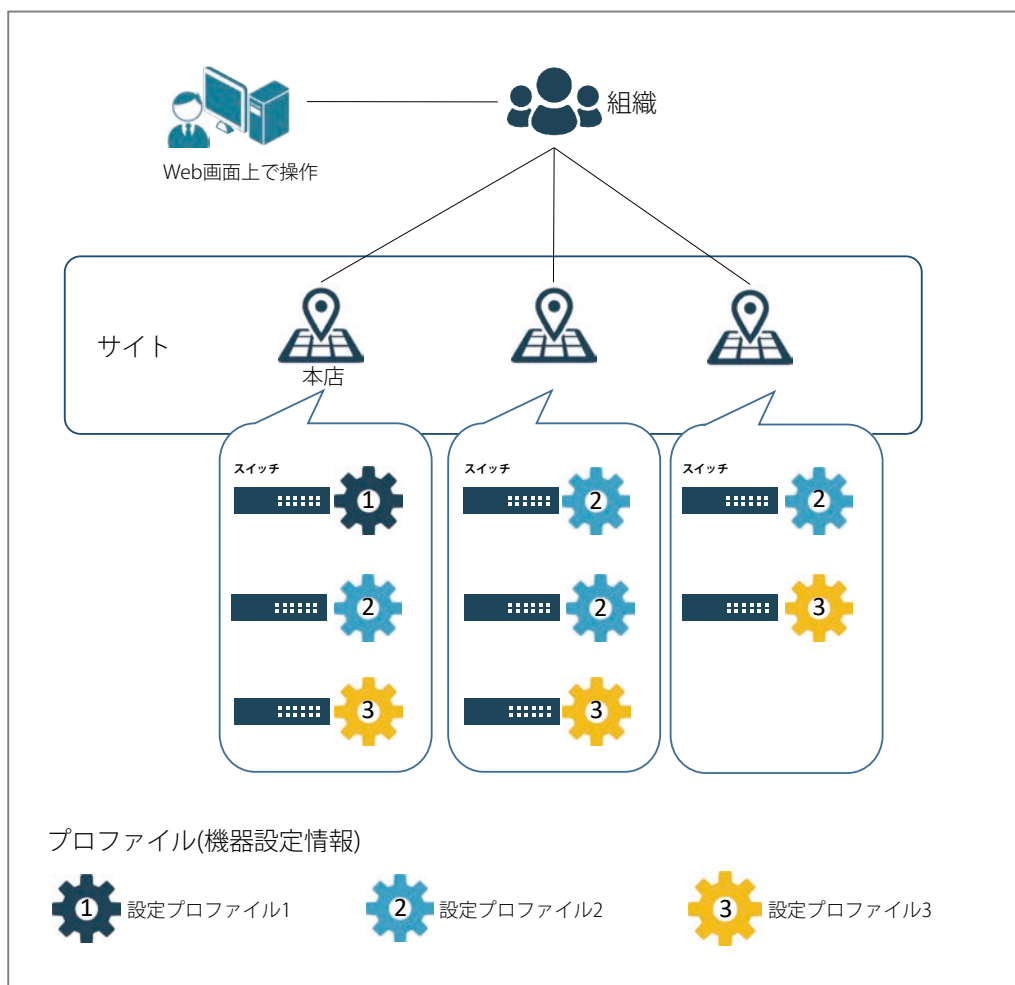 組織
Web画面上で操作
サイト
本店
スイッチ
スイッチ
スイッチ
1
2
2
2
2
3
3
3
プロファイル(機器設定情報)
1
設定プロファイル1
2
設定プロファイル2
3
設定プロファイル3